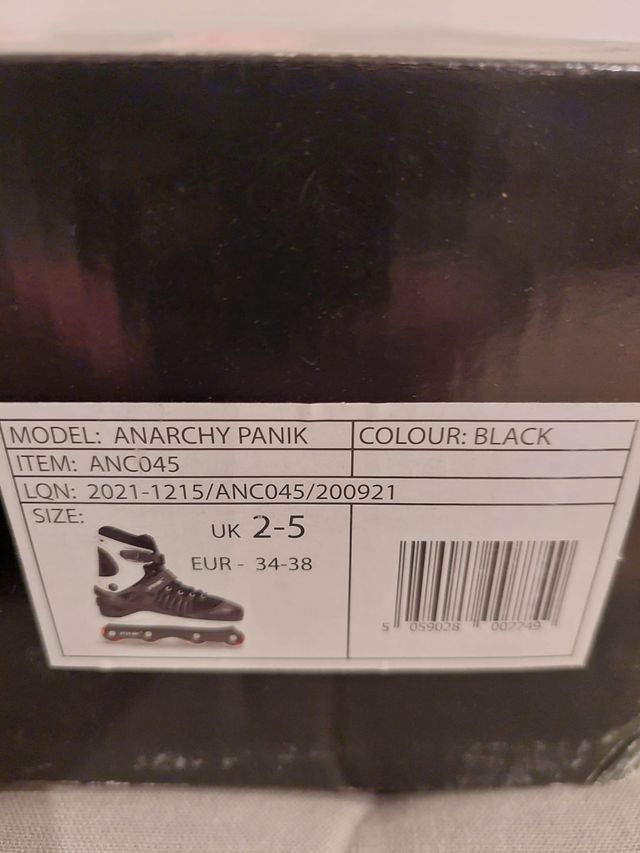 MODEL: ANARCHY PANIK
COLOUR: BLACK
ITEM: ANC045
LQN: 2021-1215/ANC045/200921
SIZE:
UK 2-5
EUR - 34-38
5 059028 002749